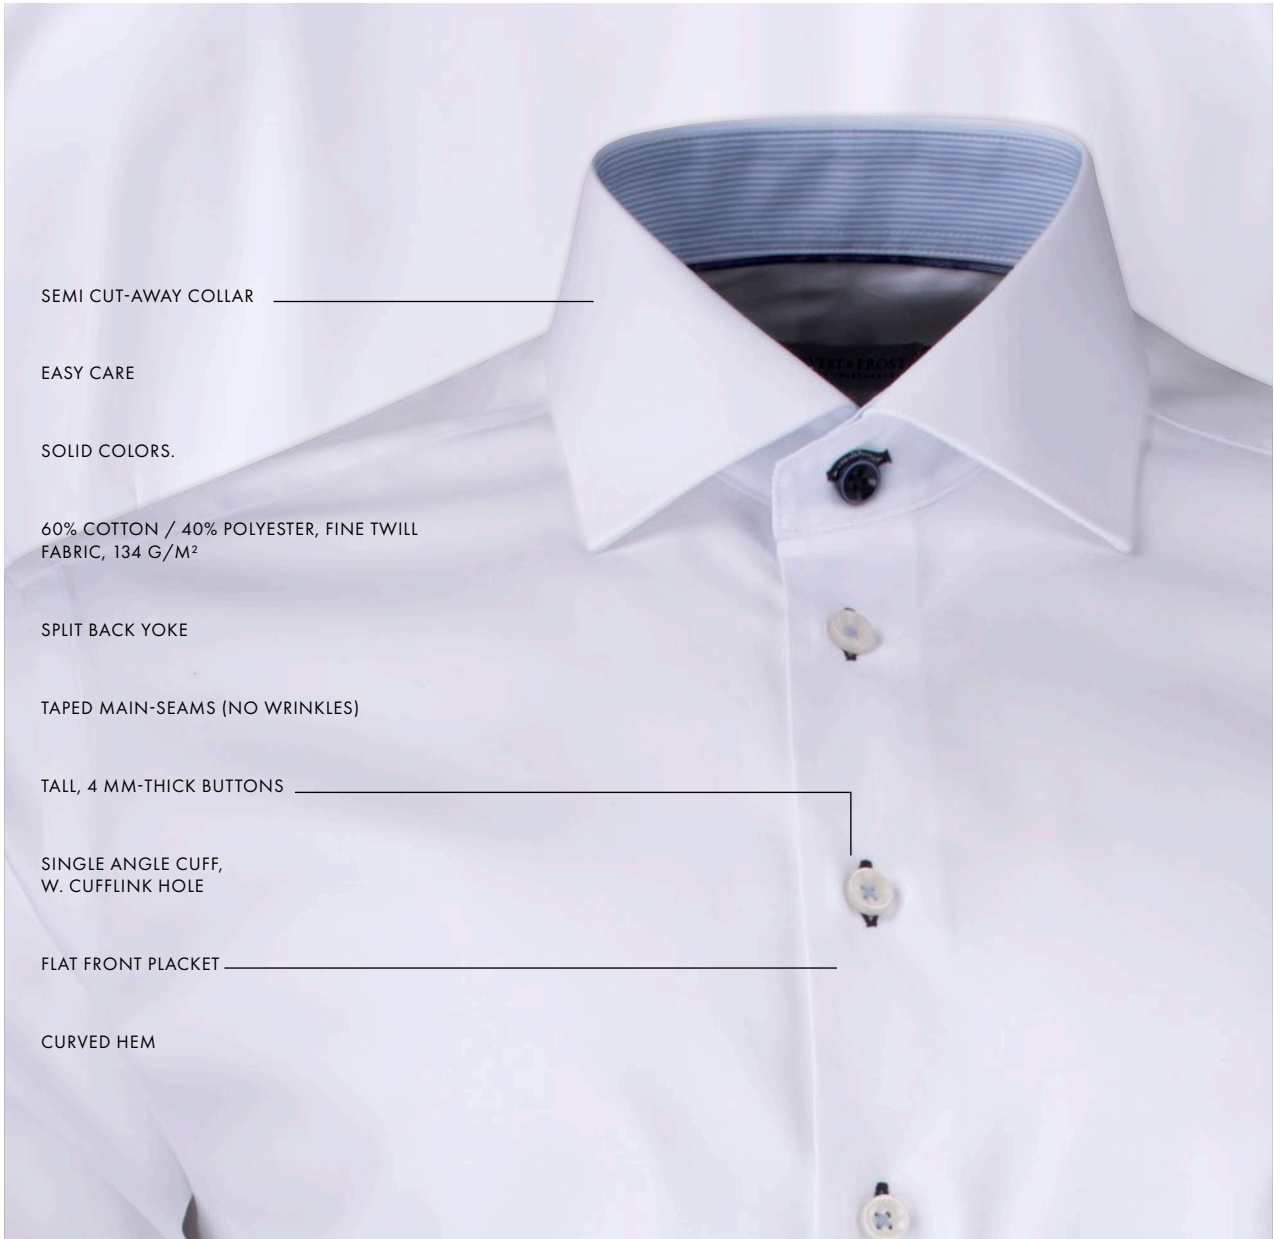 SEMI CUT-AWAY COLLAR
EASY CARE
SOLID COLORS.
60% COTTON / 40% POLYESTER, FINE TWILL
FABRIC, 134 G/M²
SPLIT BACK YOKE
TAPED MAIN-SEAMS (NO WRINKLES)
TALL, 4 MM-THICK BUTTONS
SINGLE ANGLE CUFF,
W. CUFFLINK HOLE
FLAT FRONT PLACKET
CURVED HEM